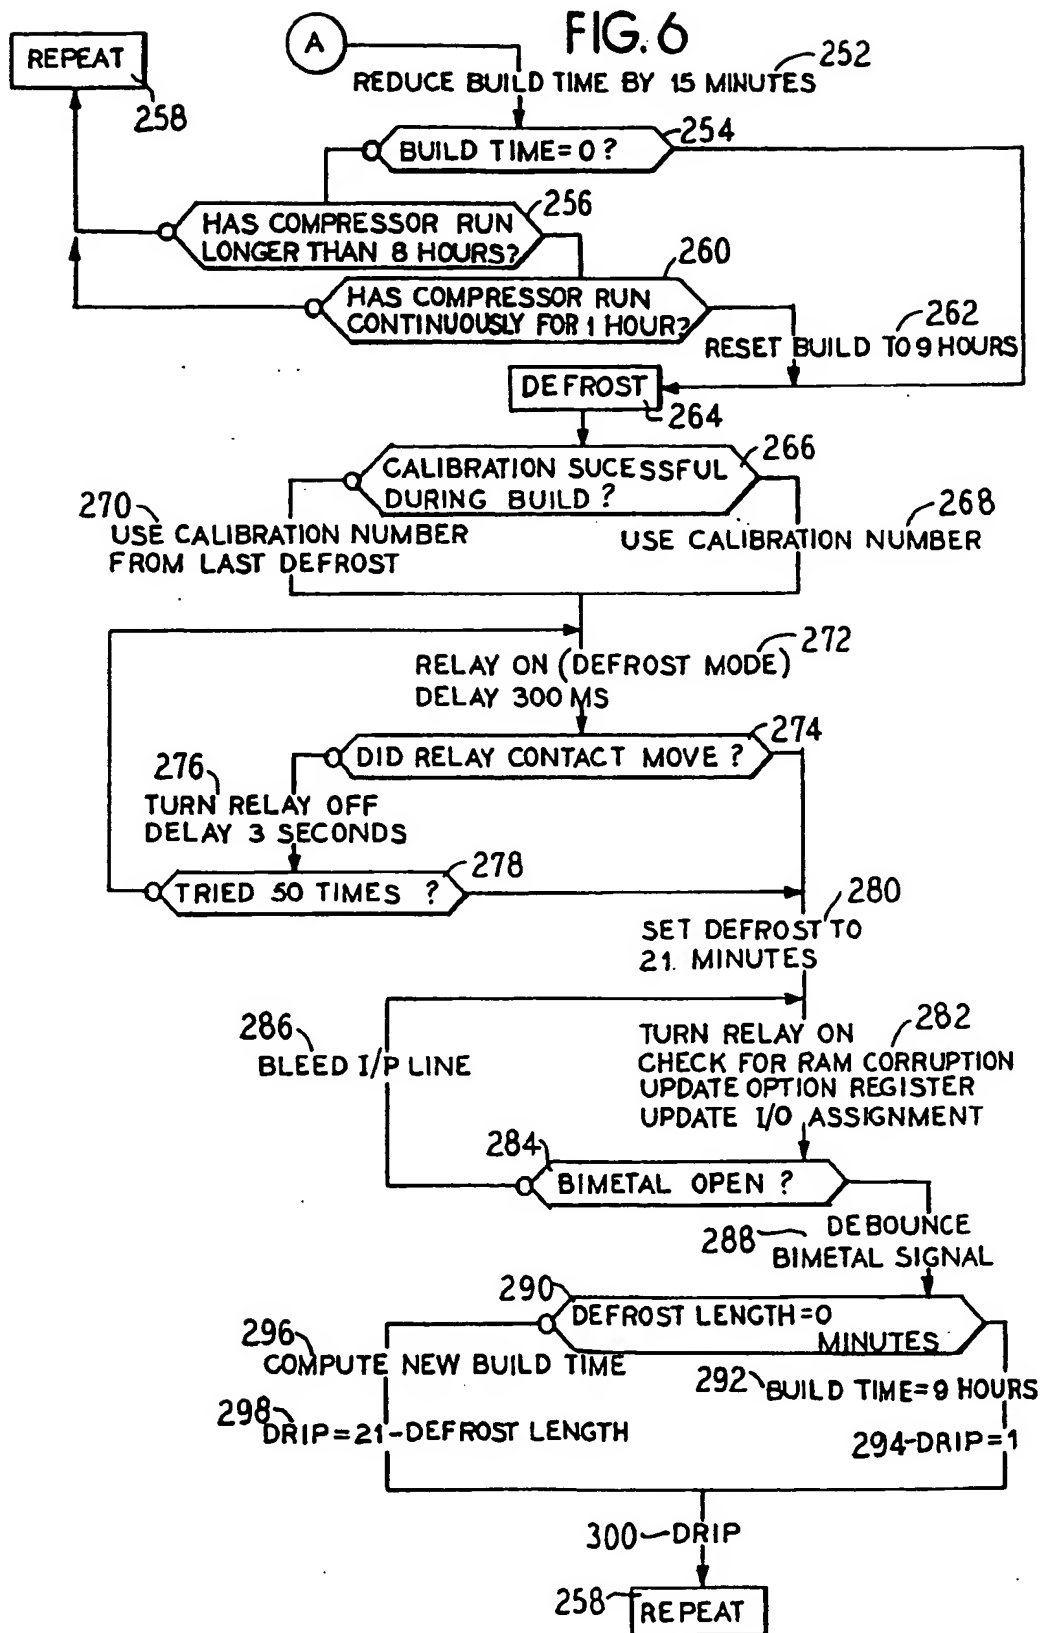 FIG. 6
REPEAT
258
A
REDUCE BUILD TIME BY 15 MINUTES
252
BUILD TIME=0?
254
HAS COMPRESSOR RUN
LONGER THAN 8 HOURS?
256
HAS COMPRESSOR RUN
CONTINUOUSLY FOR 1 HOUR?
260
262
RESET BUILD TO 9 HOURS
DEFROST
264
CALIBRATION SUCESSFUL
DURING BUILD?
266
270
USE CALIBRATION NUMBER
FROM LAST DEFROST
268
USE CALIBRATION NUMBER
RELAY ON (DEFROST MODE)
DELAY 300 MS
272
DID RELAY CONTACT MOVE?
274
276
TURN RELAY OFF
DELAY 3 SECONDS
TRIED 50 TIMES ?
278
280
SET DEFROST TO
21. MINUTES
286
BLEED I/P LINE
282
TURN RELAY ON
CHECK FOR RAM CORRUPTION
UPDATE OPTION REGISTER
UPDATE I/O ASSIGNMENT
284
BIMETAL OPEN ?
288
DEBOUNCE
BIMETAL SIGNAL
290
DEFROST LENGTH=0
MINUTES
296
COMPUTE NEW BUILD TIME
292
BUILD TIME=9 HOURS
298
DRIP=21-DEFROST LENGTH
294-DRIP=1
300
DRIP
258
REPEAT